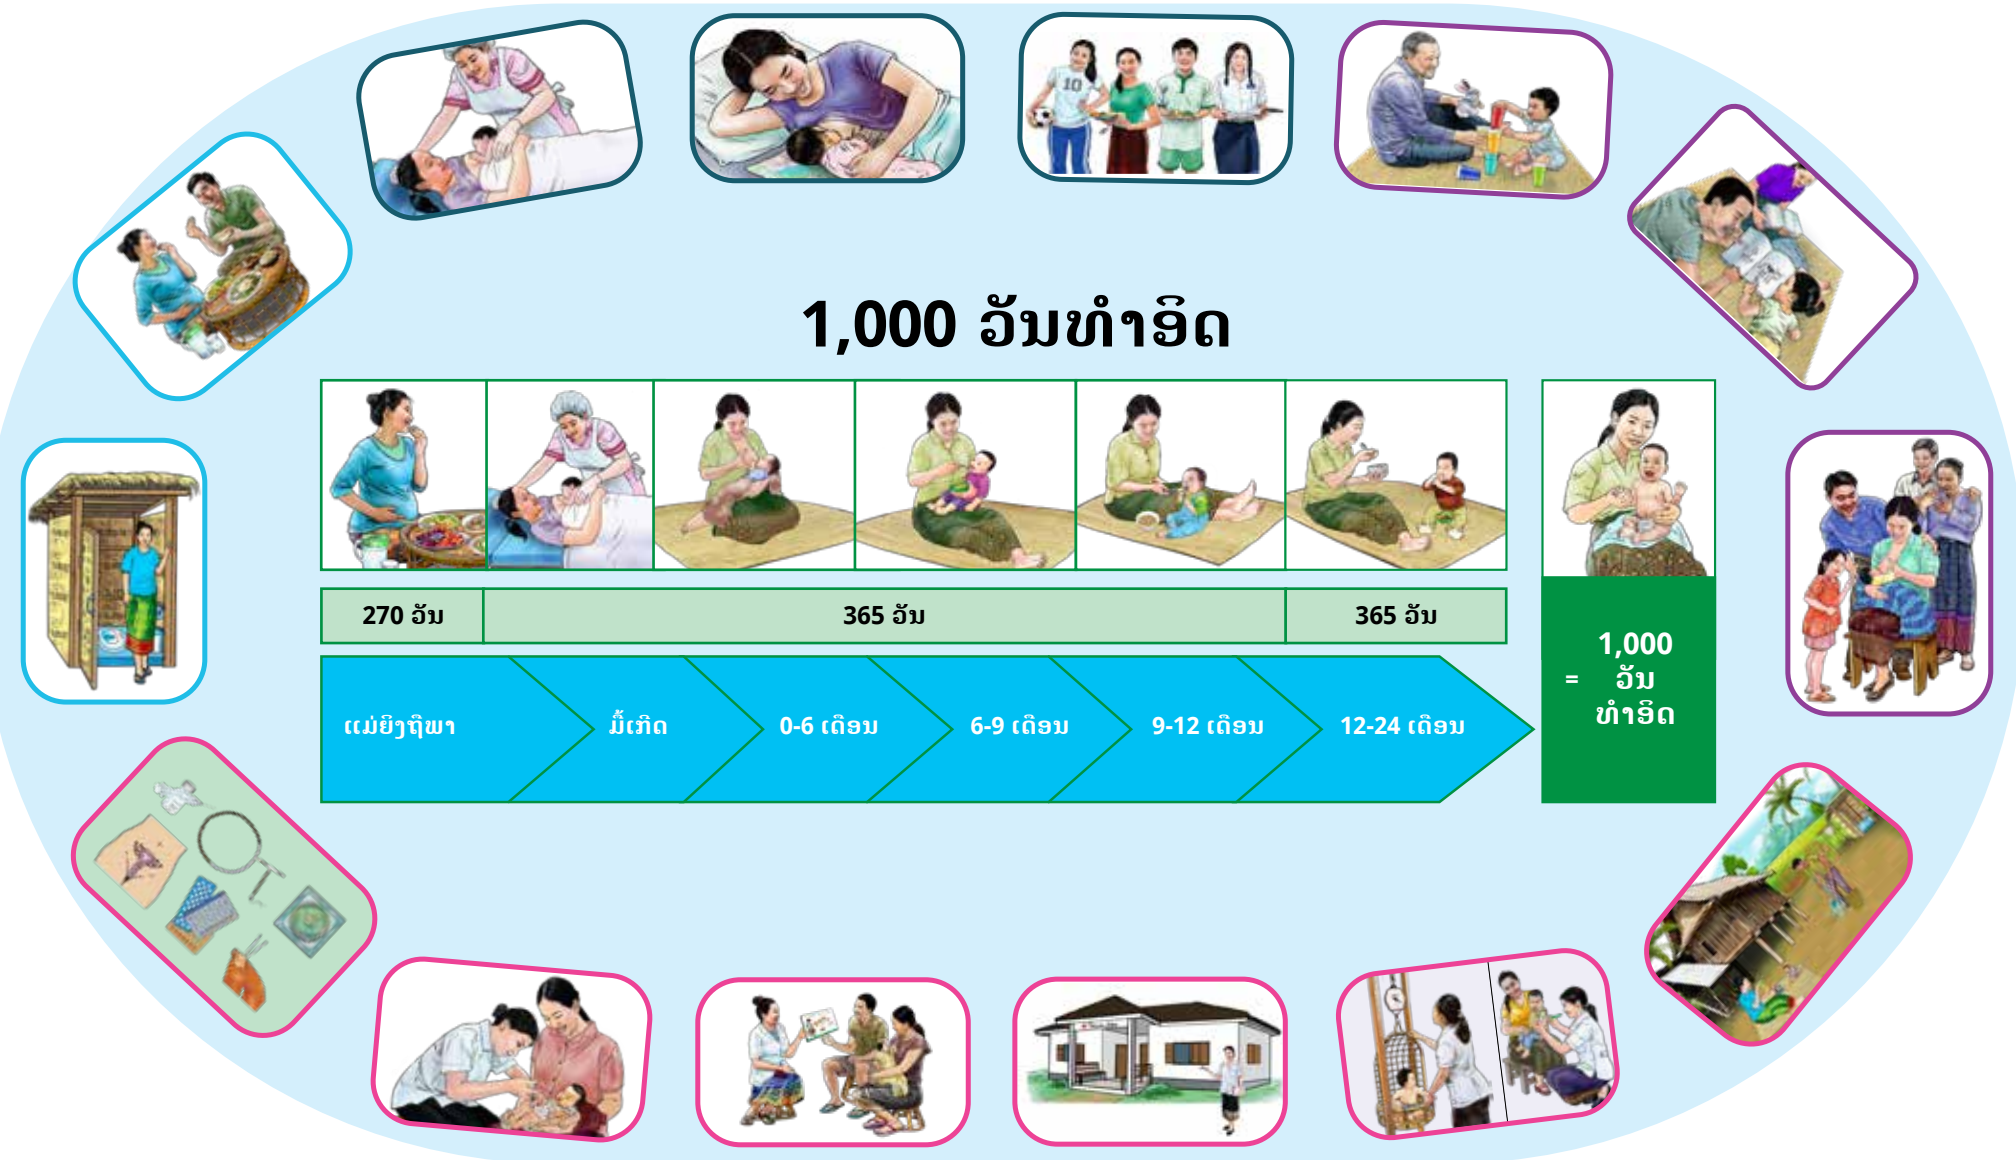 10
1,000 ວັນທຳອິດ
270 ວັນ
365 ວັນ
365 ວັນ
ແມ່ຍິງຖືພາ
ມື້ເກີດ
0-6 ເດືອນ
6-9 ເດືອນ
9-12 ເດືອນ
12-24 ເດືອນ
1,000
= ວັນ
ທຳອິດ